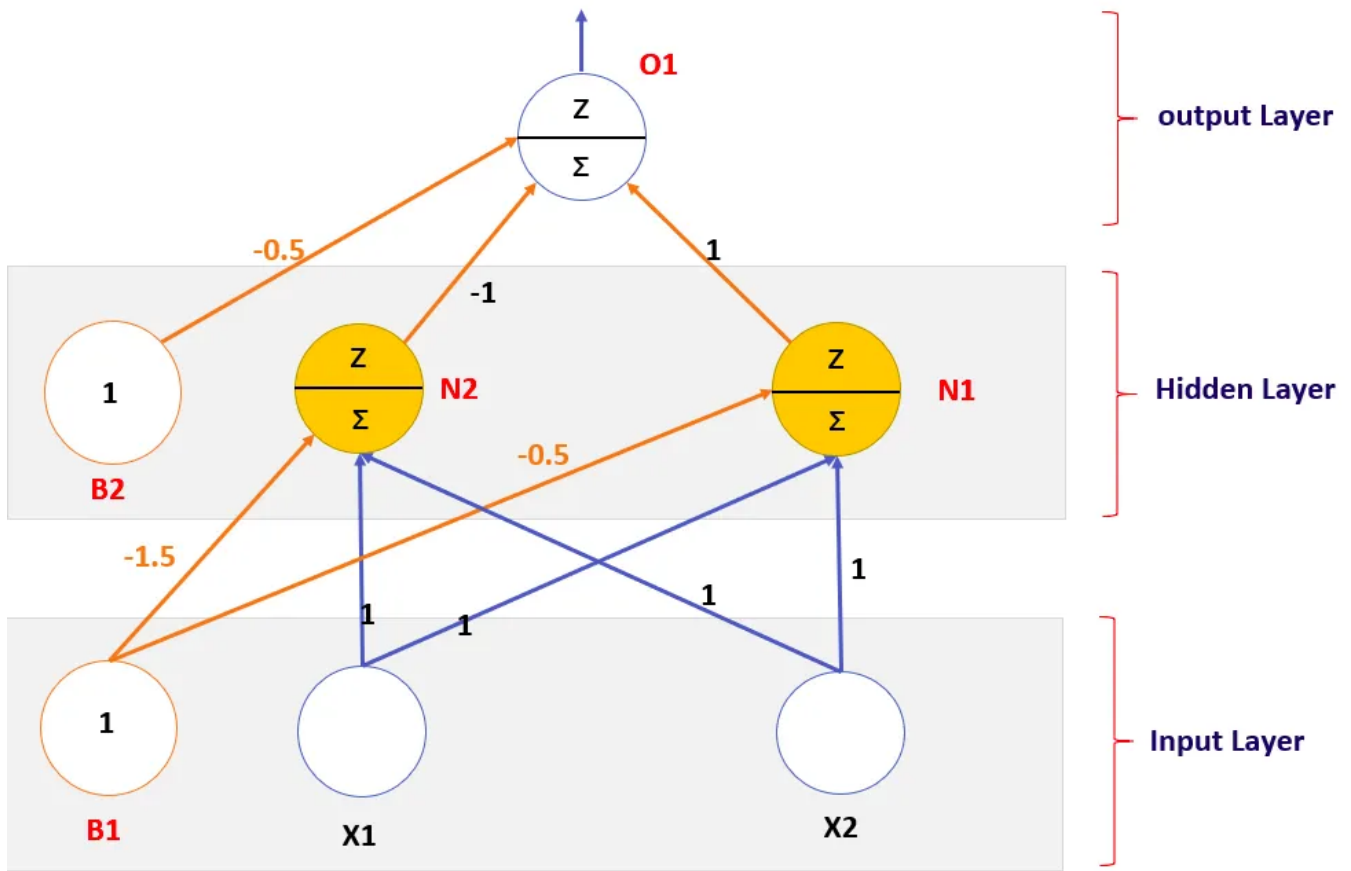 O1
Z
Σ
output Layer
-0.5
1
-1
Z
Σ
N2
Z
Σ
N1
1
B2
Hidden Layer
-0.5
-1.5
1
1
1
1
1
B1
X1
X2
Input Layer